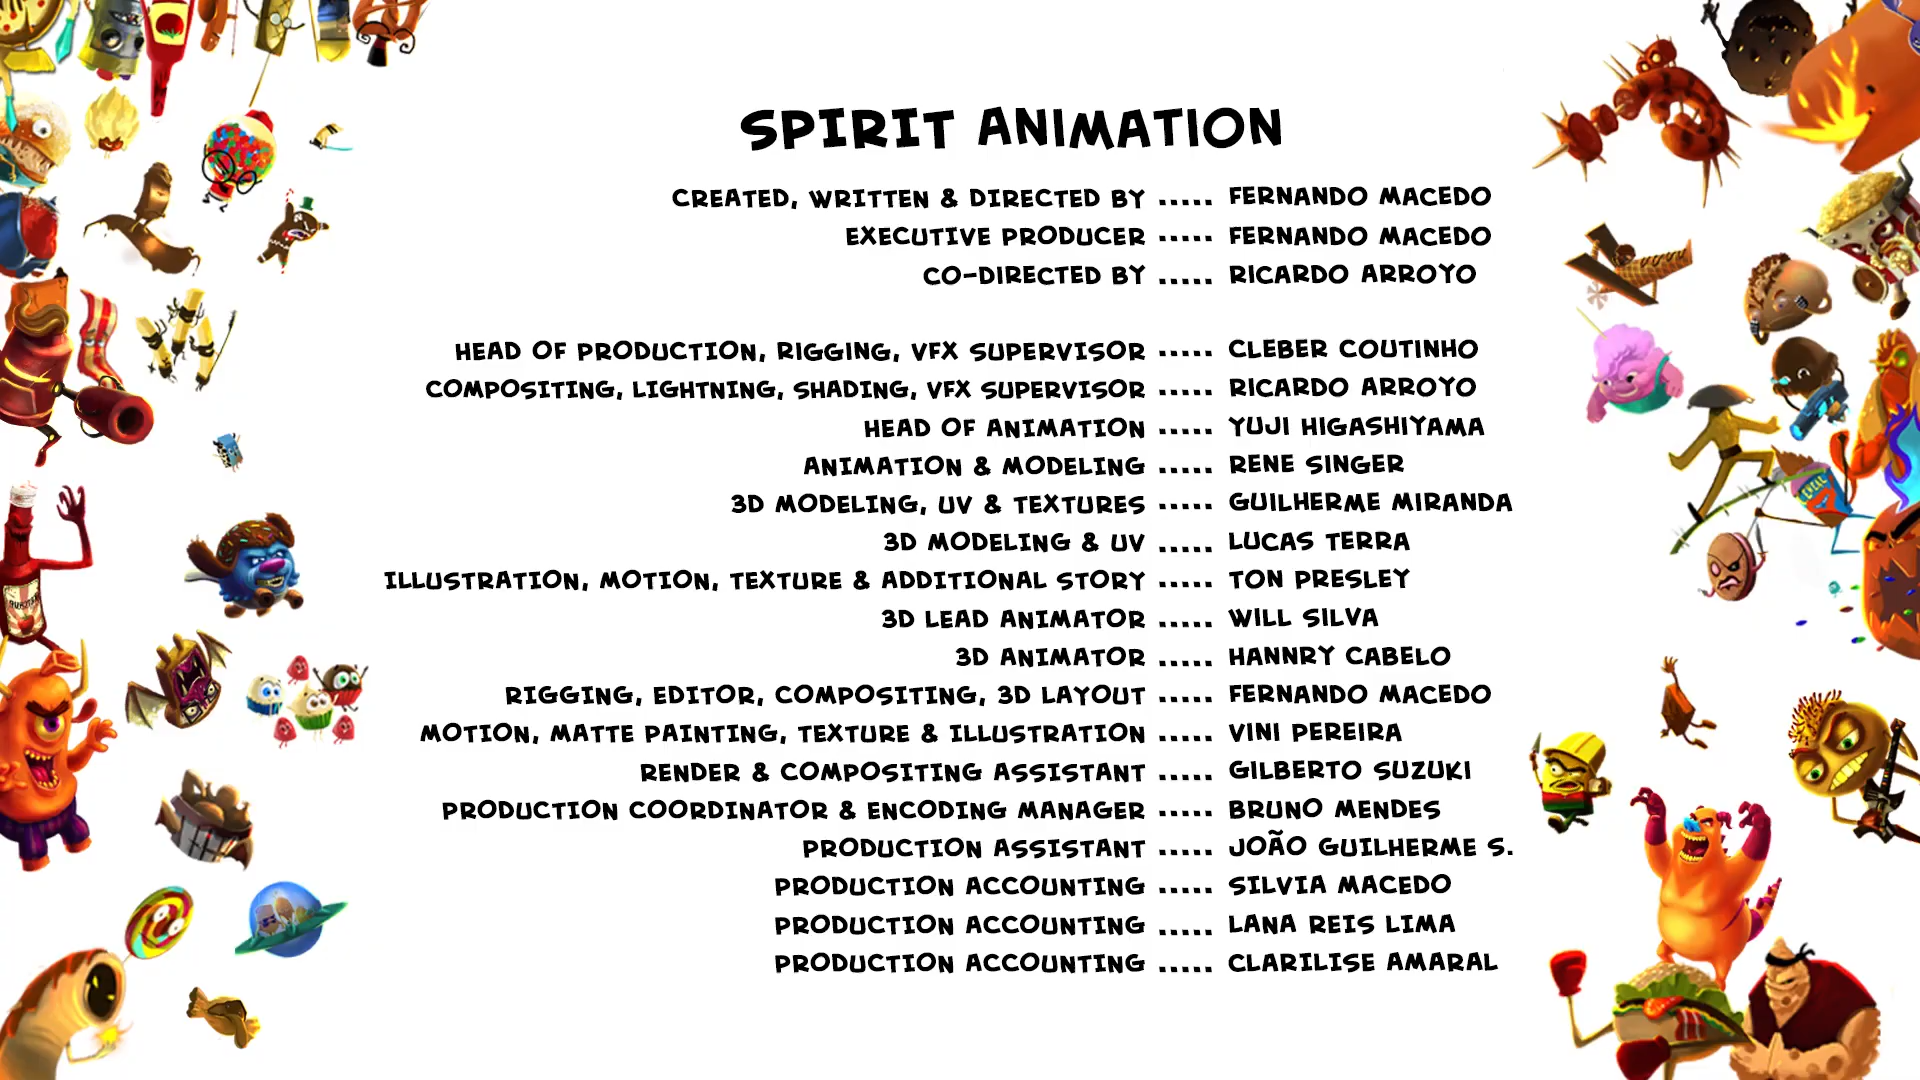 SPIRIT ANIMATION
CREATED, WRITTEN & DIRECTED BY ..... FERNANDO MACEDO
EXECUTIVE PRODUCER ..... FERNANDO MACEDO
CO-DIRECTED BY ..... RICARDO ARROYO
HEAD OF PRODUCTION, RIGGING, VFX SUPERVISOR ..... CLEBER COUTINHO
COMPOSITING, LIGHTNING, SHADING, VFX SUPERVISOR ..... RICARDO ARROYO
HEAD OF ANIMATION ..... YUJI HIGASHIYAMA
ANIMATION & MODELING ..... RENE SINGER
3D MODELING, UV & TEXTURES ..... GUILHERME MIRANDA
3D MODELING & UV ..... LUCAS TERRA
ILLUSTRATION, MOTION, TEXTURE & ADDITIONAL STORY ..... TON PRESLEY
3D LEAD ANIMATOR ..... WILL SILVA
3D ANIMATOR ..... HANNRY CABELO
RIGGING, EDITOR, COMPOSITING, 3D LAYOUT ..... FERNANDO MACEDO
MOTION, MATTE PAINTING, TEXTURE & ILLUSTRATION ..... VINI PEREIRA
RENDER & COMPOSITING ASSISTANT ..... GILBERTO SUZUKI
PRODUCTION COORDINATOR & ENCODING MANAGER ..... BRUNO MENDES
PRODUCTION ASSISTANT ..... JOÃO GUILHERME S.
PRODUCTION ACCOUNTING ..... SILVIA MACEDO
PRODUCTION ACCOUNTING ..... LANA REIS LIMA
PRODUCTION ACCOUNTING ..... CLARILISE AMARAL